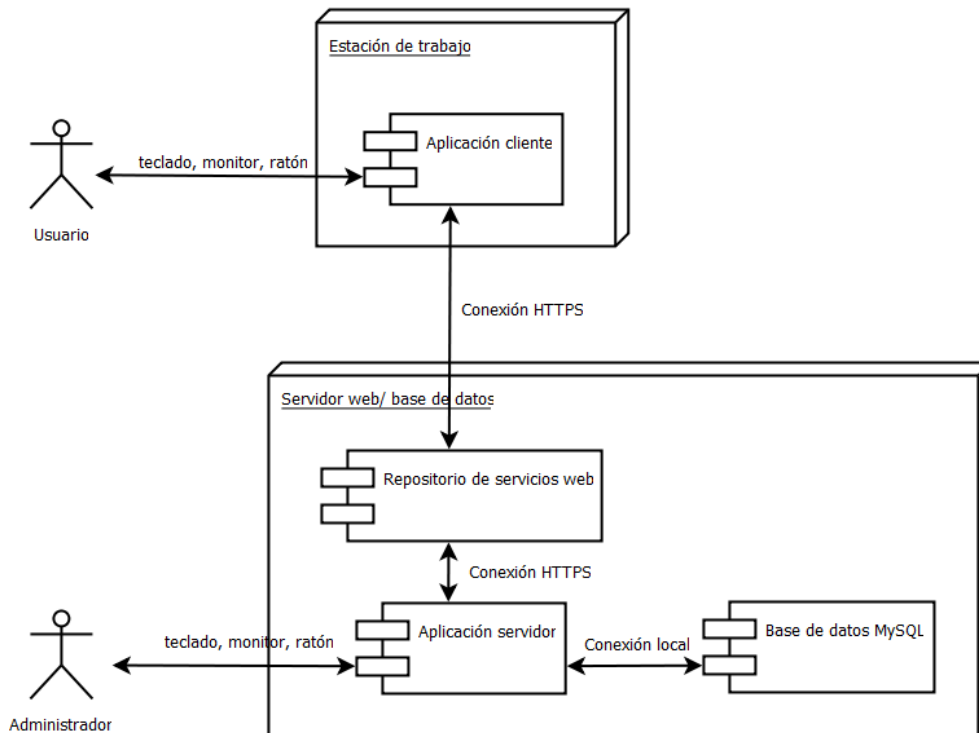 Estación de trabajo
Aplicación cliente
teclado, monitor, ratón
Usuario
Conexión HTTPS
Servidor web/ base de datos
Repositorio de servicios web
Conexión HTTPS
Aplicación servidor
Base de datos MySQL
teclado, monitor, ratón
Conexión local
Administrador